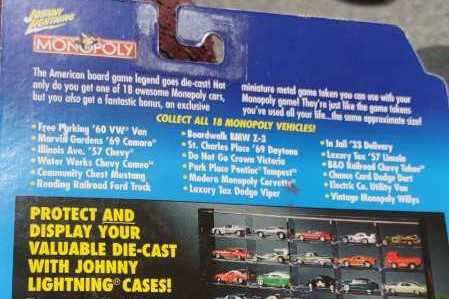 JOHNNY
LIGHTNING
MONOPOLY
The American board game legend goes die-cast! Not
only do you get one of 18 awesome Monopoly cars,
but you also get a fantastic bonus, an exclusive
miniature metal game token you can use with your
Monopoly game! They're just like the game tokens
you've used all your life...the same approximate size!
COLLECT ALL 18 MONOPOLY VEHICLES!
• Free Parking '60 VW® Van
• Marvin Gardens '69 Camaro®
• Illinois Ave. '57 Chevy®
• Water Works Chevy Cameo™
• Community Chest Mustang
• Reading Railroad Ford Truck
• Boardwalk BMW Z-3
• St. Charles Place '69 Daytona
• Do Not Go Crown Victoria
• Park Place Pontiac® Tempest™
• Modern Monopoly Corvette®
• Luxury Tax Dodge Viper
• In Jail '33 Delivery
• Luxury Tax '57 Lincoln
• B&O Railroad Chevy Tahoe™
• Chance Card Dodge Dart
• Electric Co. Utility Van
• Vintage Monopoly Willys
PROTECT AND
DISPLAY YOUR
VALUABLE DIE-CAST
WITH JOHNNY
LIGHTNING® CASES!